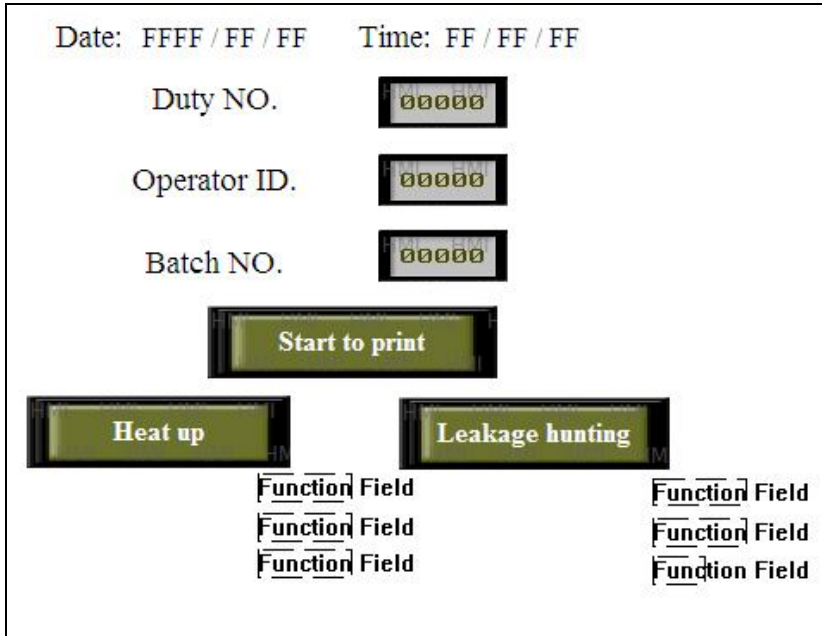 Date: FFFF / FF / FF Time: FF / FF / FF
Duty NO. 00000
Operator ID. 00000
Batch NO. 00000
Start to print
Heat up Leakage hunting
Function Field Function Field
Function Field Function Field
Function Field Function Field